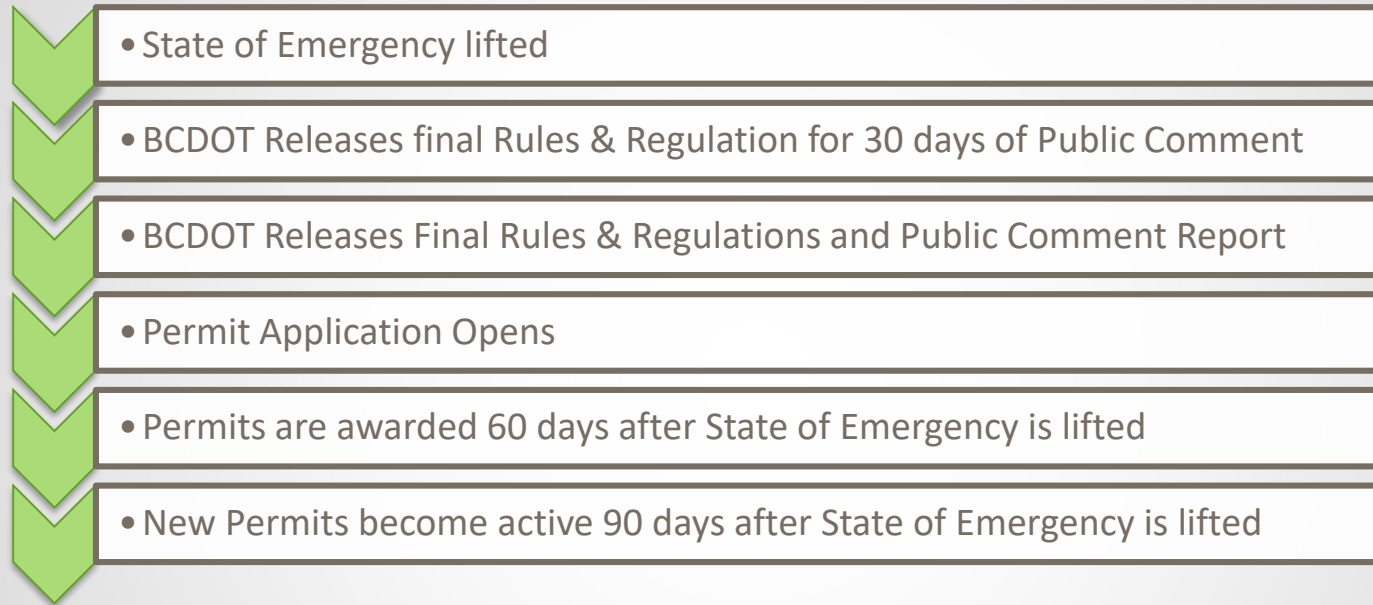 • State of Emergency lifted
• BCDOT Releases final Rules & Regulation for 30 days of Public Comment
• BCDOT Releases Final Rules & Regulations and Public Comment Report
• Permit Application Opens
• Permits are awarded 60 days after State of Emergency is lifted
• New Permits become active 90 days after State of Emergency is lifted